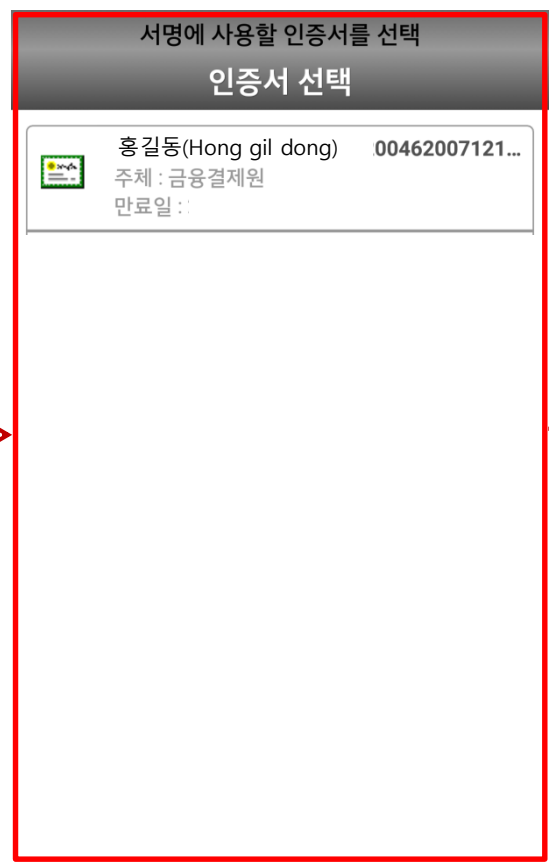 서명에 사용할 인증서를 선택
인증서 선택
홍길동(Hong gil dong) 00462007121...
주체 : 금융결제원
만료일 :